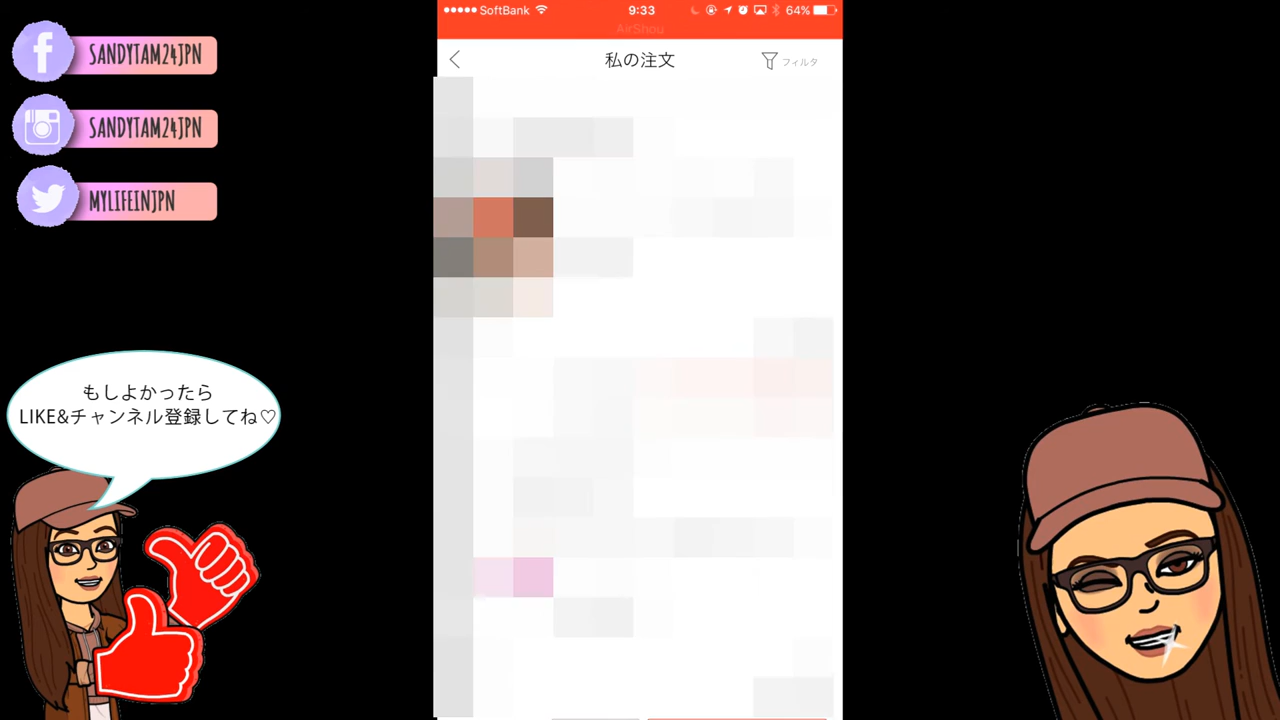 SANDYTAM24JPN
SANDYTAM24JPN
MYLIFEINJPN
もしよかったら
LIKE&チャンネル登録してね♡
SoftBank
9:33
64%
AirShou
私の注文
フィルタ